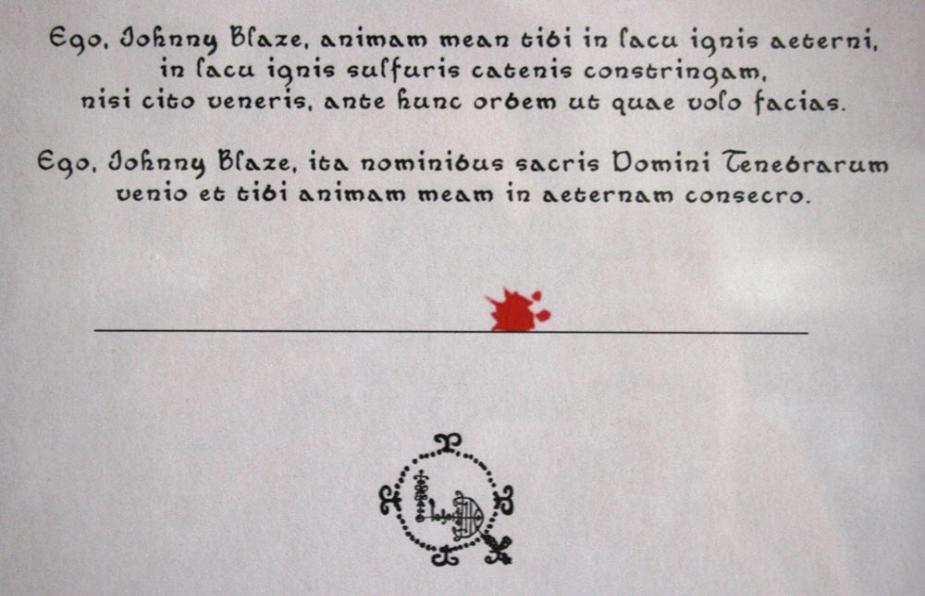 Ego, Johnny Blaze, animam mean tibi in lacu ignis aeterni,
in lacu ignis sulfuris catenis constringam,
nisi cito veneris, ante hunc orbem ut quae volo facias.
Ego, Johnny Blaze, ita nominibus sacris Domini Tenebrarum
venio et tibi animam meam in aeternam consecro.